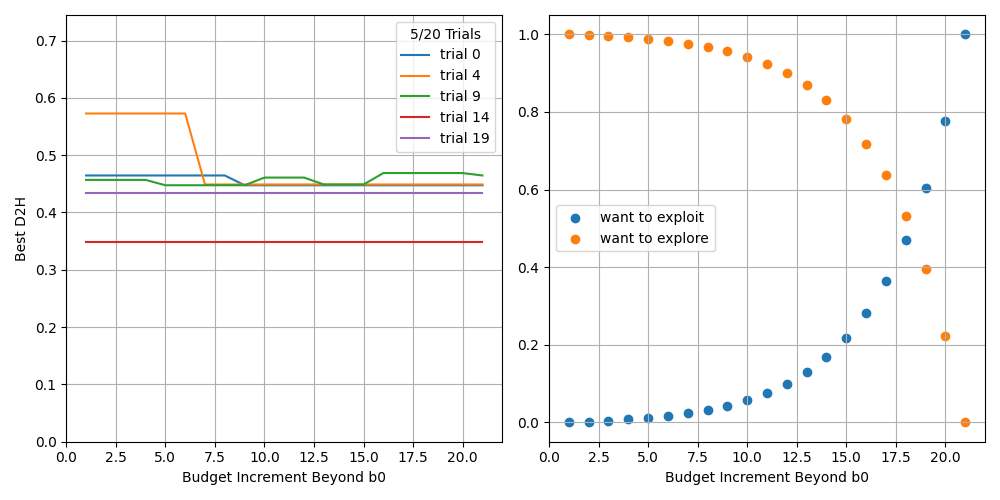 5/20 Trials
trial 0
trial 4
trial 9
trial 14
trial 19
0.7
0.6
0.5
0.4
0.3
0.2
0.1
0.0
Best D2H
0.0 2.5 5.0 7.5 10.0 12.5 15.0 17.5 20.0
Budget Increment Beyond b0
1.0
0.8
0.6
0.4
0.2
0.0
want to exploit
want to explore
0.0 2.5 5.0 7.5 10.0 12.5 15.0 17.5 20.0
Budget Increment Beyond b0